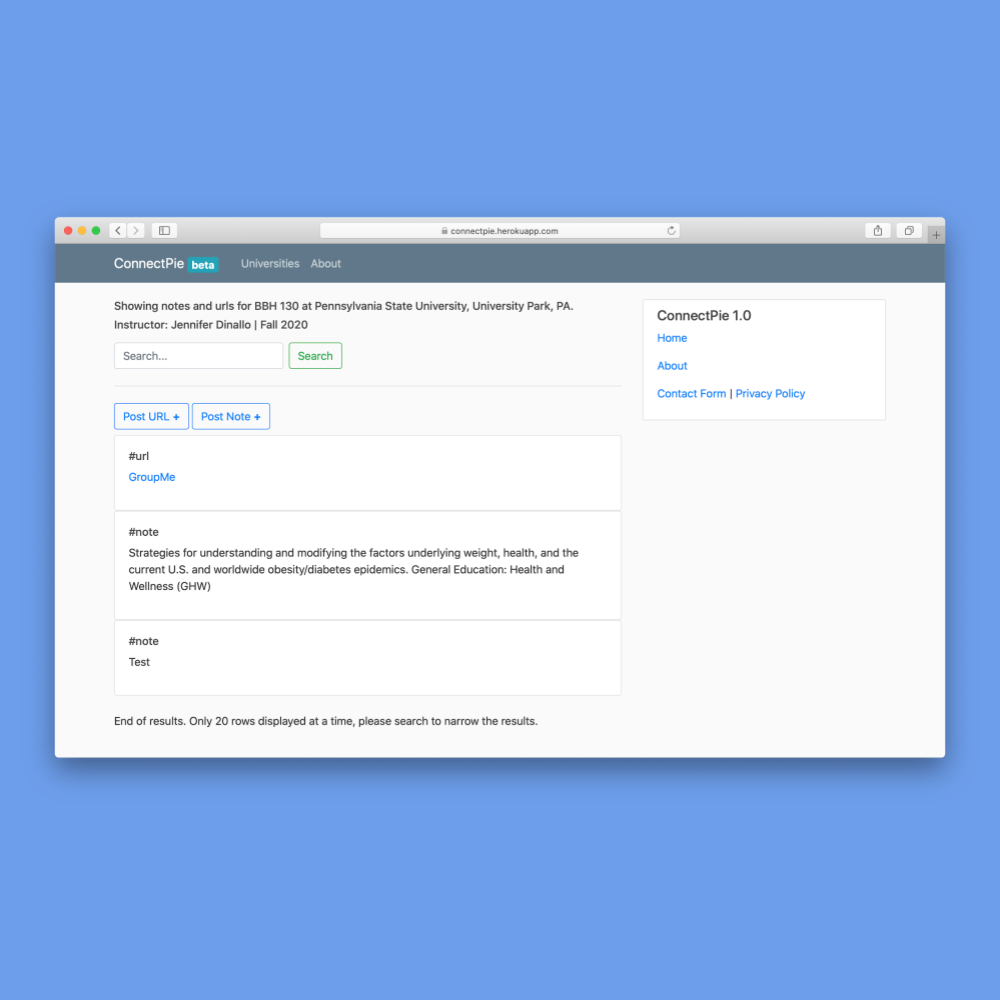 connectpie.herokuapp.com
ConnectPie beta Universities About
Showing notes and urls for BBH 130 at Pennsylvania State University, University Park, PA.
Instructor: Jennifer Dinallo | Fall 2020
Search...
Search
Post URL +
Post Note +
#url
GroupMe
#note
Strategies for understanding and modifying the factors underlying weight, health, and the
current U.S. and worldwide obesity/diabetes epidemics. General Education: Health and
Wellness (GHW)
#note
Test
End of results. Only 20 rows displayed at a time, please search to narrow the results.
ConnectPie 1.0
Home
About
Contact Form | Privacy Policy